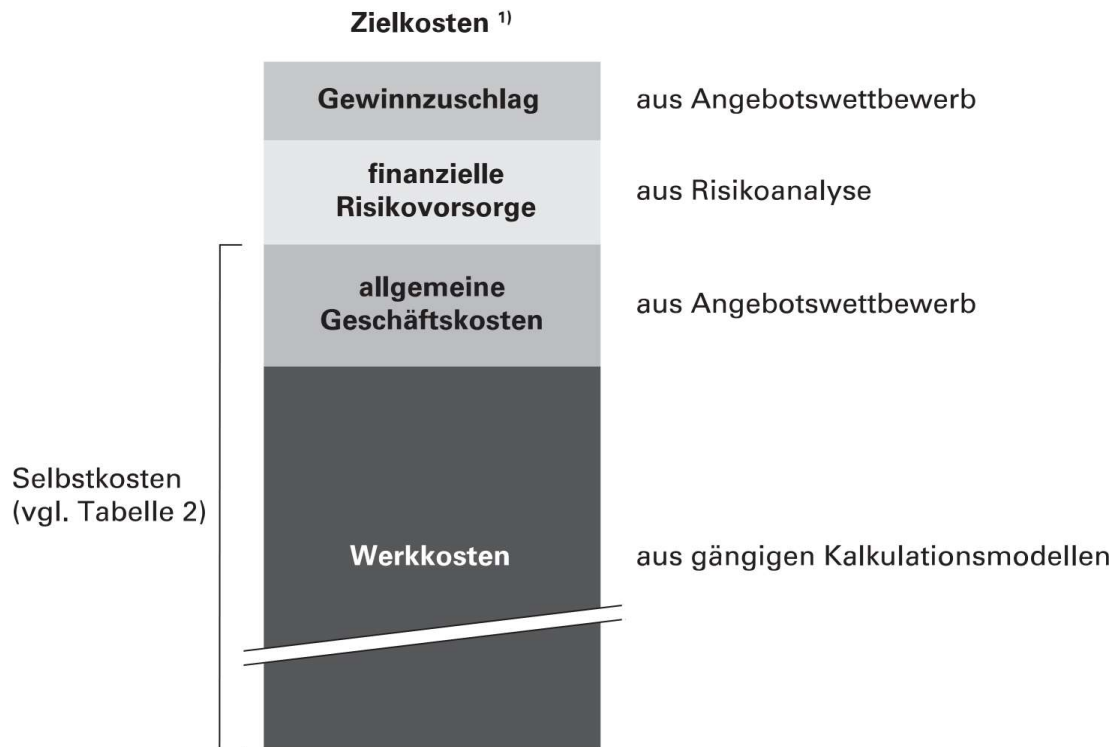 Zielkosten 1)
Gewinnzuschlag
aus Angebotswettbewerb
finanzielle
Risikovorsorge
aus Risikoanalyse
allgemeine
Geschäftskosten
aus Angebotswettbewerb
Selbstkosten
(vgl. Tabelle 2)
Werkkosten
aus gängigen Kalkulationsmodellen